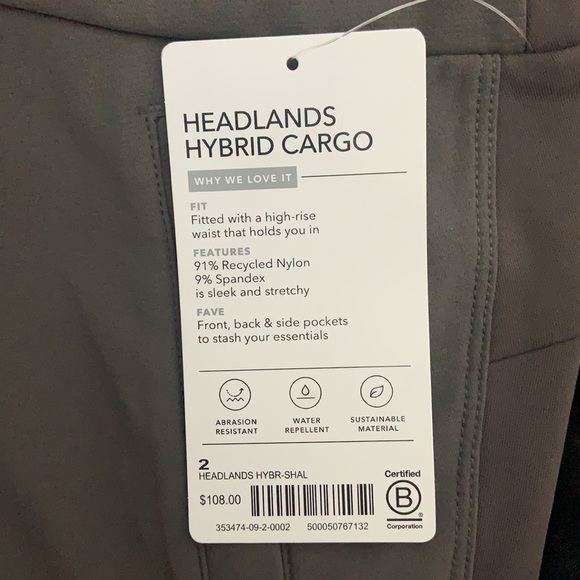 HEADLANDS
HYBRID CARGO
WHY WE LOVE IT
FIT
Fitted with a high-rise
waist that holds you in
FEATURES
91% Recycled Nylon
9% Spandex
is sleek and stretchy
FAVE
Front, back & side pockets
to stash your essentials
ABRASION
RESISTANT
WATER
REPELLENT
SUSTAINABLE
MATERIAL
2
HEADLANDS HYBR-SHAL
$108.00
353474-09-2-0002 500050767132
Certified
B
®
Corporation